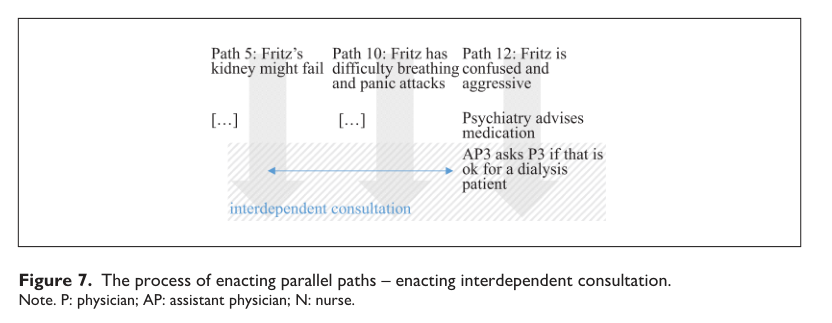 Path 5: Fritz's
kidney might fail
Path 10: Fritz has
difficulty breathing
and panic attacks
Path 12: Fritz is
confused and
aggressive
[…]
[…]
Psychiatry advises
medication
AP3 asks P3 if that is
ok for a dialysis
patient
interdependent consultation
Figure 7. The process of enacting parallel paths – enacting interdependent consultation.
Note. P: physician; AP: assistant physician; N: nurse.